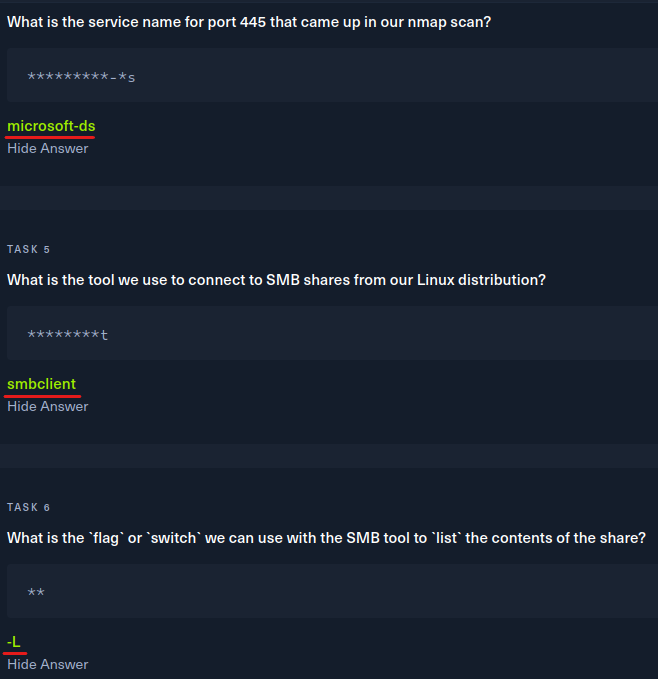 What is the service name for port 445 that came up in our nmap scan?
*********-*s
microsoft-ds
Hide Answer
TASK 5
What is the tool we use to connect to SMB shares from our Linux distribution?
********t
smbclient
Hide Answer
TASK 6
What is the `flag` or `switch` we can use with the SMB tool to `list` the contents of the share?
**
-L
Hide Answer